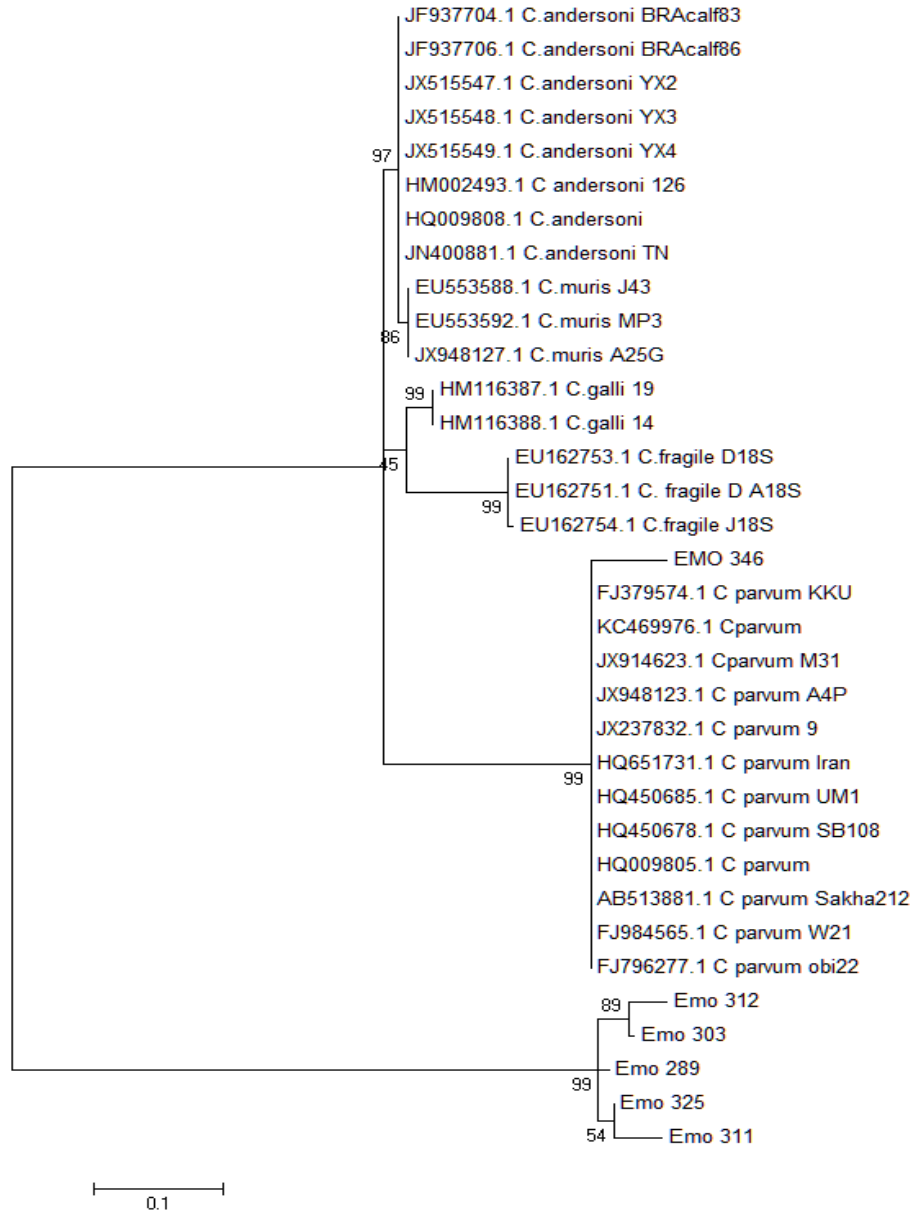 JF937704.1 C.andersoni BRAcalf83
JF937706.1 C.andersoni BRAcalf86
JX515547.1 C.andersoni YX2
JX515548.1 C.andersoni YX3
JX515549.1 C.andersoni YX4
97
HM002493.1 C andersoni 126
HQ009808.1 C.andersoni
JN400881.1 C.andersoni TN
EU553588.1 C.muris J43
EU553592.1 C.muris MP3
86
JX948127.1 C.muris A25G
99
HM116387.1 C.galli 19
HM116388.1 C.galli 14
45
EU162753.1 C.fragile D18S
EU162751.1 C. fragile D A18S
99
EU162754.1 C.fragile J18S
EMO 346
FJ379574.1 C parvum KKU
KC469976.1 Cparvum
JX914623.1 Cparvum M31
JX948123.1 C parvum A4P
JX237832.1 C parvum 9
HQ651731.1 C parvum Iran
99
HQ450685.1 C parvum UM1
HQ450678.1 C parvum SB108
HQ009805.1 C parvum
AB513881.1 C parvum Sakha212
FJ984565.1 C parvum W21
FJ796277.1 C parvum obi22
89
Emo 312
Emo 303
Emo 289
99
Emo 325
54
Emo 311
0.1